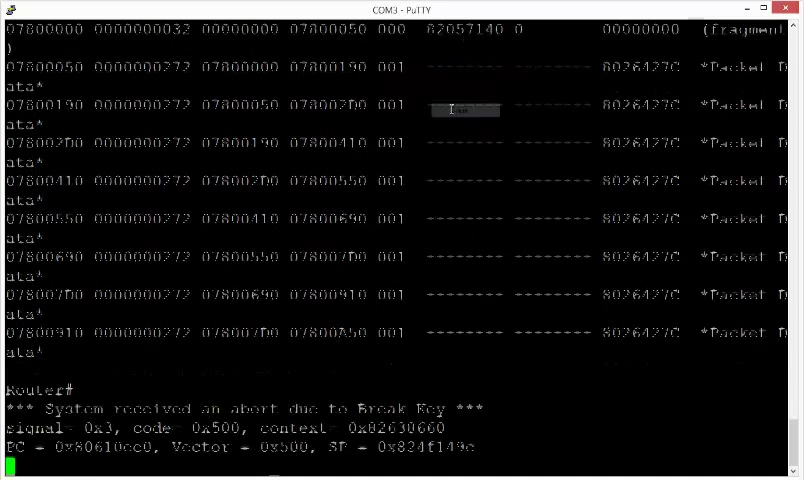 COM3 - PuTTY
07800000 0000000032 07800050 000 82057140 0 00000000 (fragment
)
07800050 0000000272 07800000 07800190 001 -------- -------- 8026427C *Packet D
ata*
07800190 0000000272 07800050 078002D0 001 -------- -------- 8026427C *Packet D
ata*
078002D0 0000000272 07800190 07800410 001 -------- -------- 8026427C *Packet D
ata*
07800410 0000000272 078002D0 07800550 001 -------- -------- 8026427C *Packet D
ata*
07800550 0000000272 07800410 07800690 001 -------- -------- 8026427C *Packet D
ata*
07800690 0000000272 07800550 078007D0 001 -------- -------- 8026427C *Packet D
ata*
078007D0 0000000272 07800690 07800910 001 -------- -------- 8026427C *Packet D
ata*
07800910 0000000272 078007D0 07800A50 001 -------- -------- 8026427C *Packet D
ata*
Router#
*** System received an abort due to Break Key ***
signal= 0x3, code= 0x500, context= 0x82630660
PC = 0x80610cc0, Vector = 0x500, SP = 0x824f149c